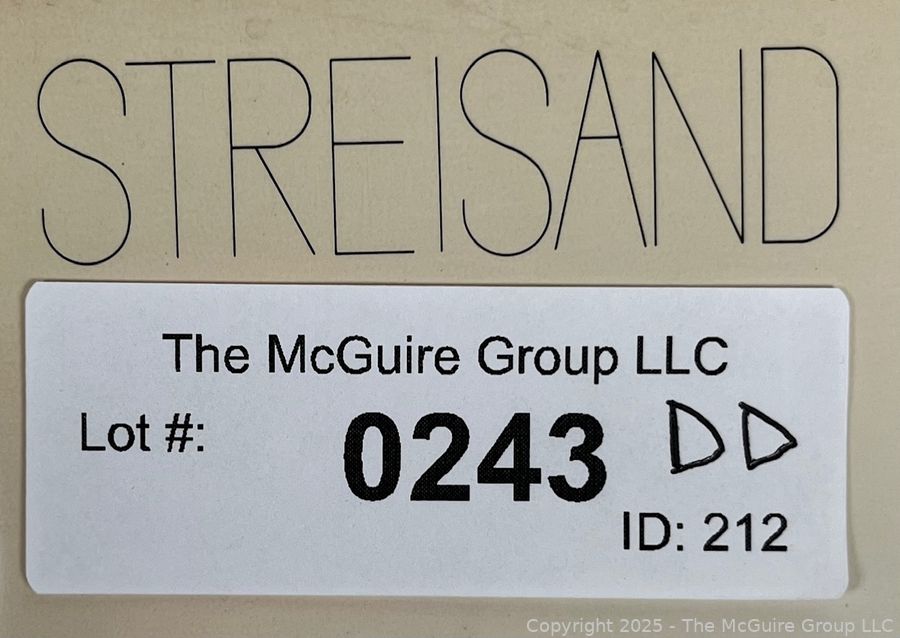 STREISAND
The McGuire Group LLC
Lot #: 0243 DD
ID: 212
Copyright 2025 - The McGuire Group LLC